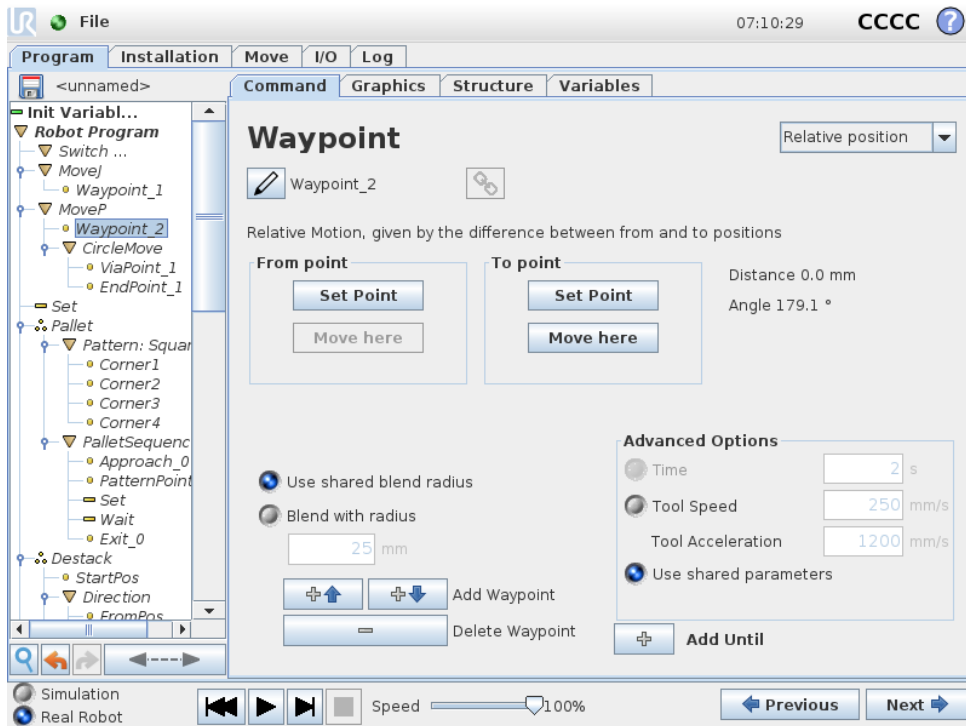 UR File 07:10:29 CCCC ?
Program Installation Move I/O Log
<unnamed>
Command Graphics Structure Variables
Init Variabl...
Robot Program
Switch ...
MoveJ
Waypoint_1
MoveP
Waypoint_2
CircleMove
ViaPoint_1
EndPoint_1
Set
Pallet
Pattern: Squar
Corner1
Corner2
Corner3
Corner4
PalletSequenc
Approach_0
PatternPoint
Set
Wait
Exit_0
Destack
StartPos
Direction
FromPos
Waypoint
Relative position
Waypoint_2
Relative Motion, given by the difference between from and to positions
From point
Set Point
Move here
To point
Set Point
Move here
Distance 0.0 mm
Angle 179.1 °
Use shared blend radius
Blend with radius
25 mm
Add Waypoint
Delete Waypoint
Advanced Options
Time 2 s
Tool Speed 250 mm/s
Tool Acceleration 1200 mm/s
Use shared parameters
Add Until
Simulation
Real Robot
Speed 100%
Previous Next